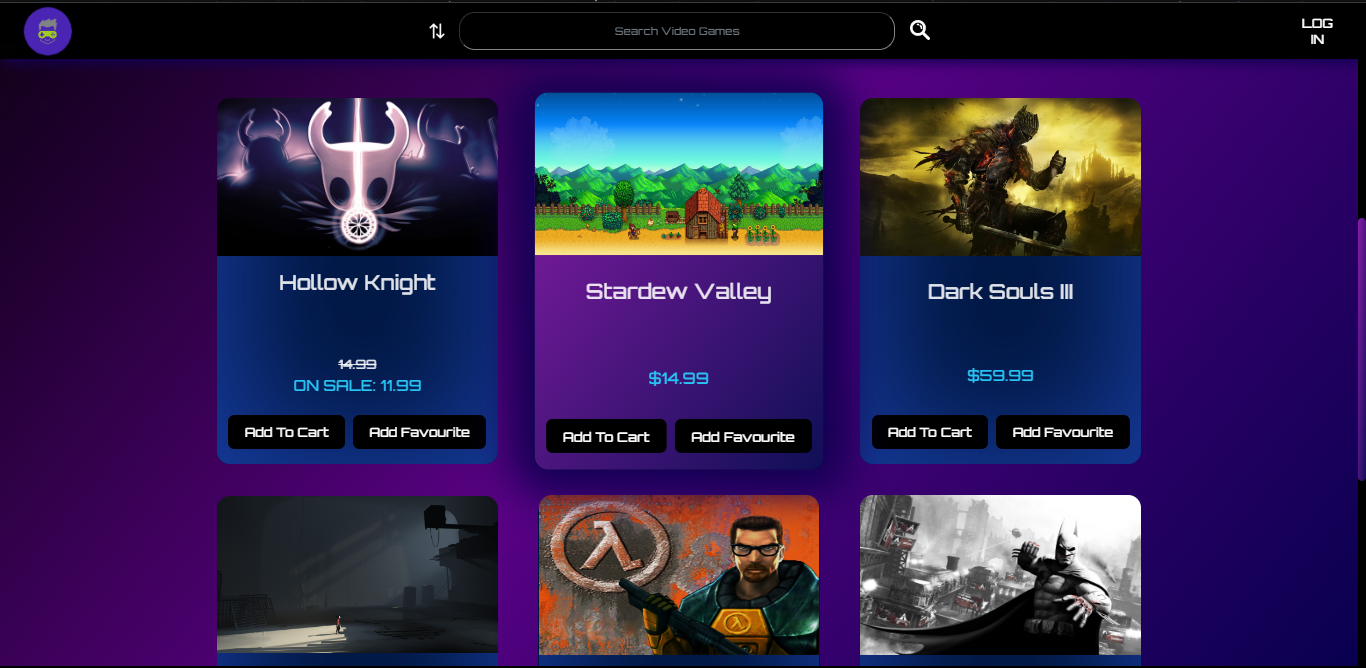 Search Video Games
LOG
IN
Hollow Knight
14.99
ON SALE: 11.99
Add To Cart
Add Favourite
Stardew Valley
$14.99
Add To Cart
Add Favourite
Dark Souls III
$59.99
Add To Cart
Add Favourite